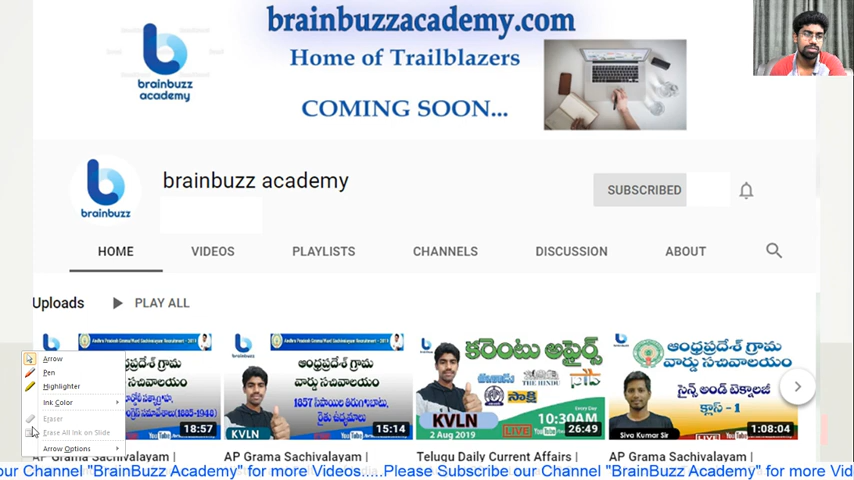 brainbuzzacademy.com
Home of Trailblazers
COMING SOON...
brainbuzz
academy
brainbuzz
brainbuzz academy
SUBSCRIBED
HOME VIDEOS PLAYLISTS CHANNELS DISCUSSION ABOUT
Uploads PLAY ALL
Arrow
Pen
Highlighter
Ink Color
Eraser
Erase All Ink on Slide
Arrow Options
18:57
ఆంధ్రప్రదేశ్ గ్రామ
వార్డు సచివాలయం
1857 సిపాయిల తిరుగుబాటు,
రైతు ఉద్యమాలు
KVLN
15:14
కరెంటు అఫైర్స్
THE HINDU
సాక్షి
KVLN
10:30AM
Every Day
2 Aug 2019
LIVE
26:49
ఆంధ్రప్రదేశ్ గ్రామ
వార్డు సచివాలయం
సైన్స్ అండ్ టెక్నాలజీ
క్లాస్ - 1
Siva Kumar Sir
LIVE
1:08:04
AP Grama Sachivalayam |
AP Grama Sachivalayam |
Telugu Daily Current Affairs |
AP Grama Sachivalayam |
our Channel "BrainBuzz Academy" for more Videos.....Please Subscribe our Channel "BrainBuzz Academy" for more Vid